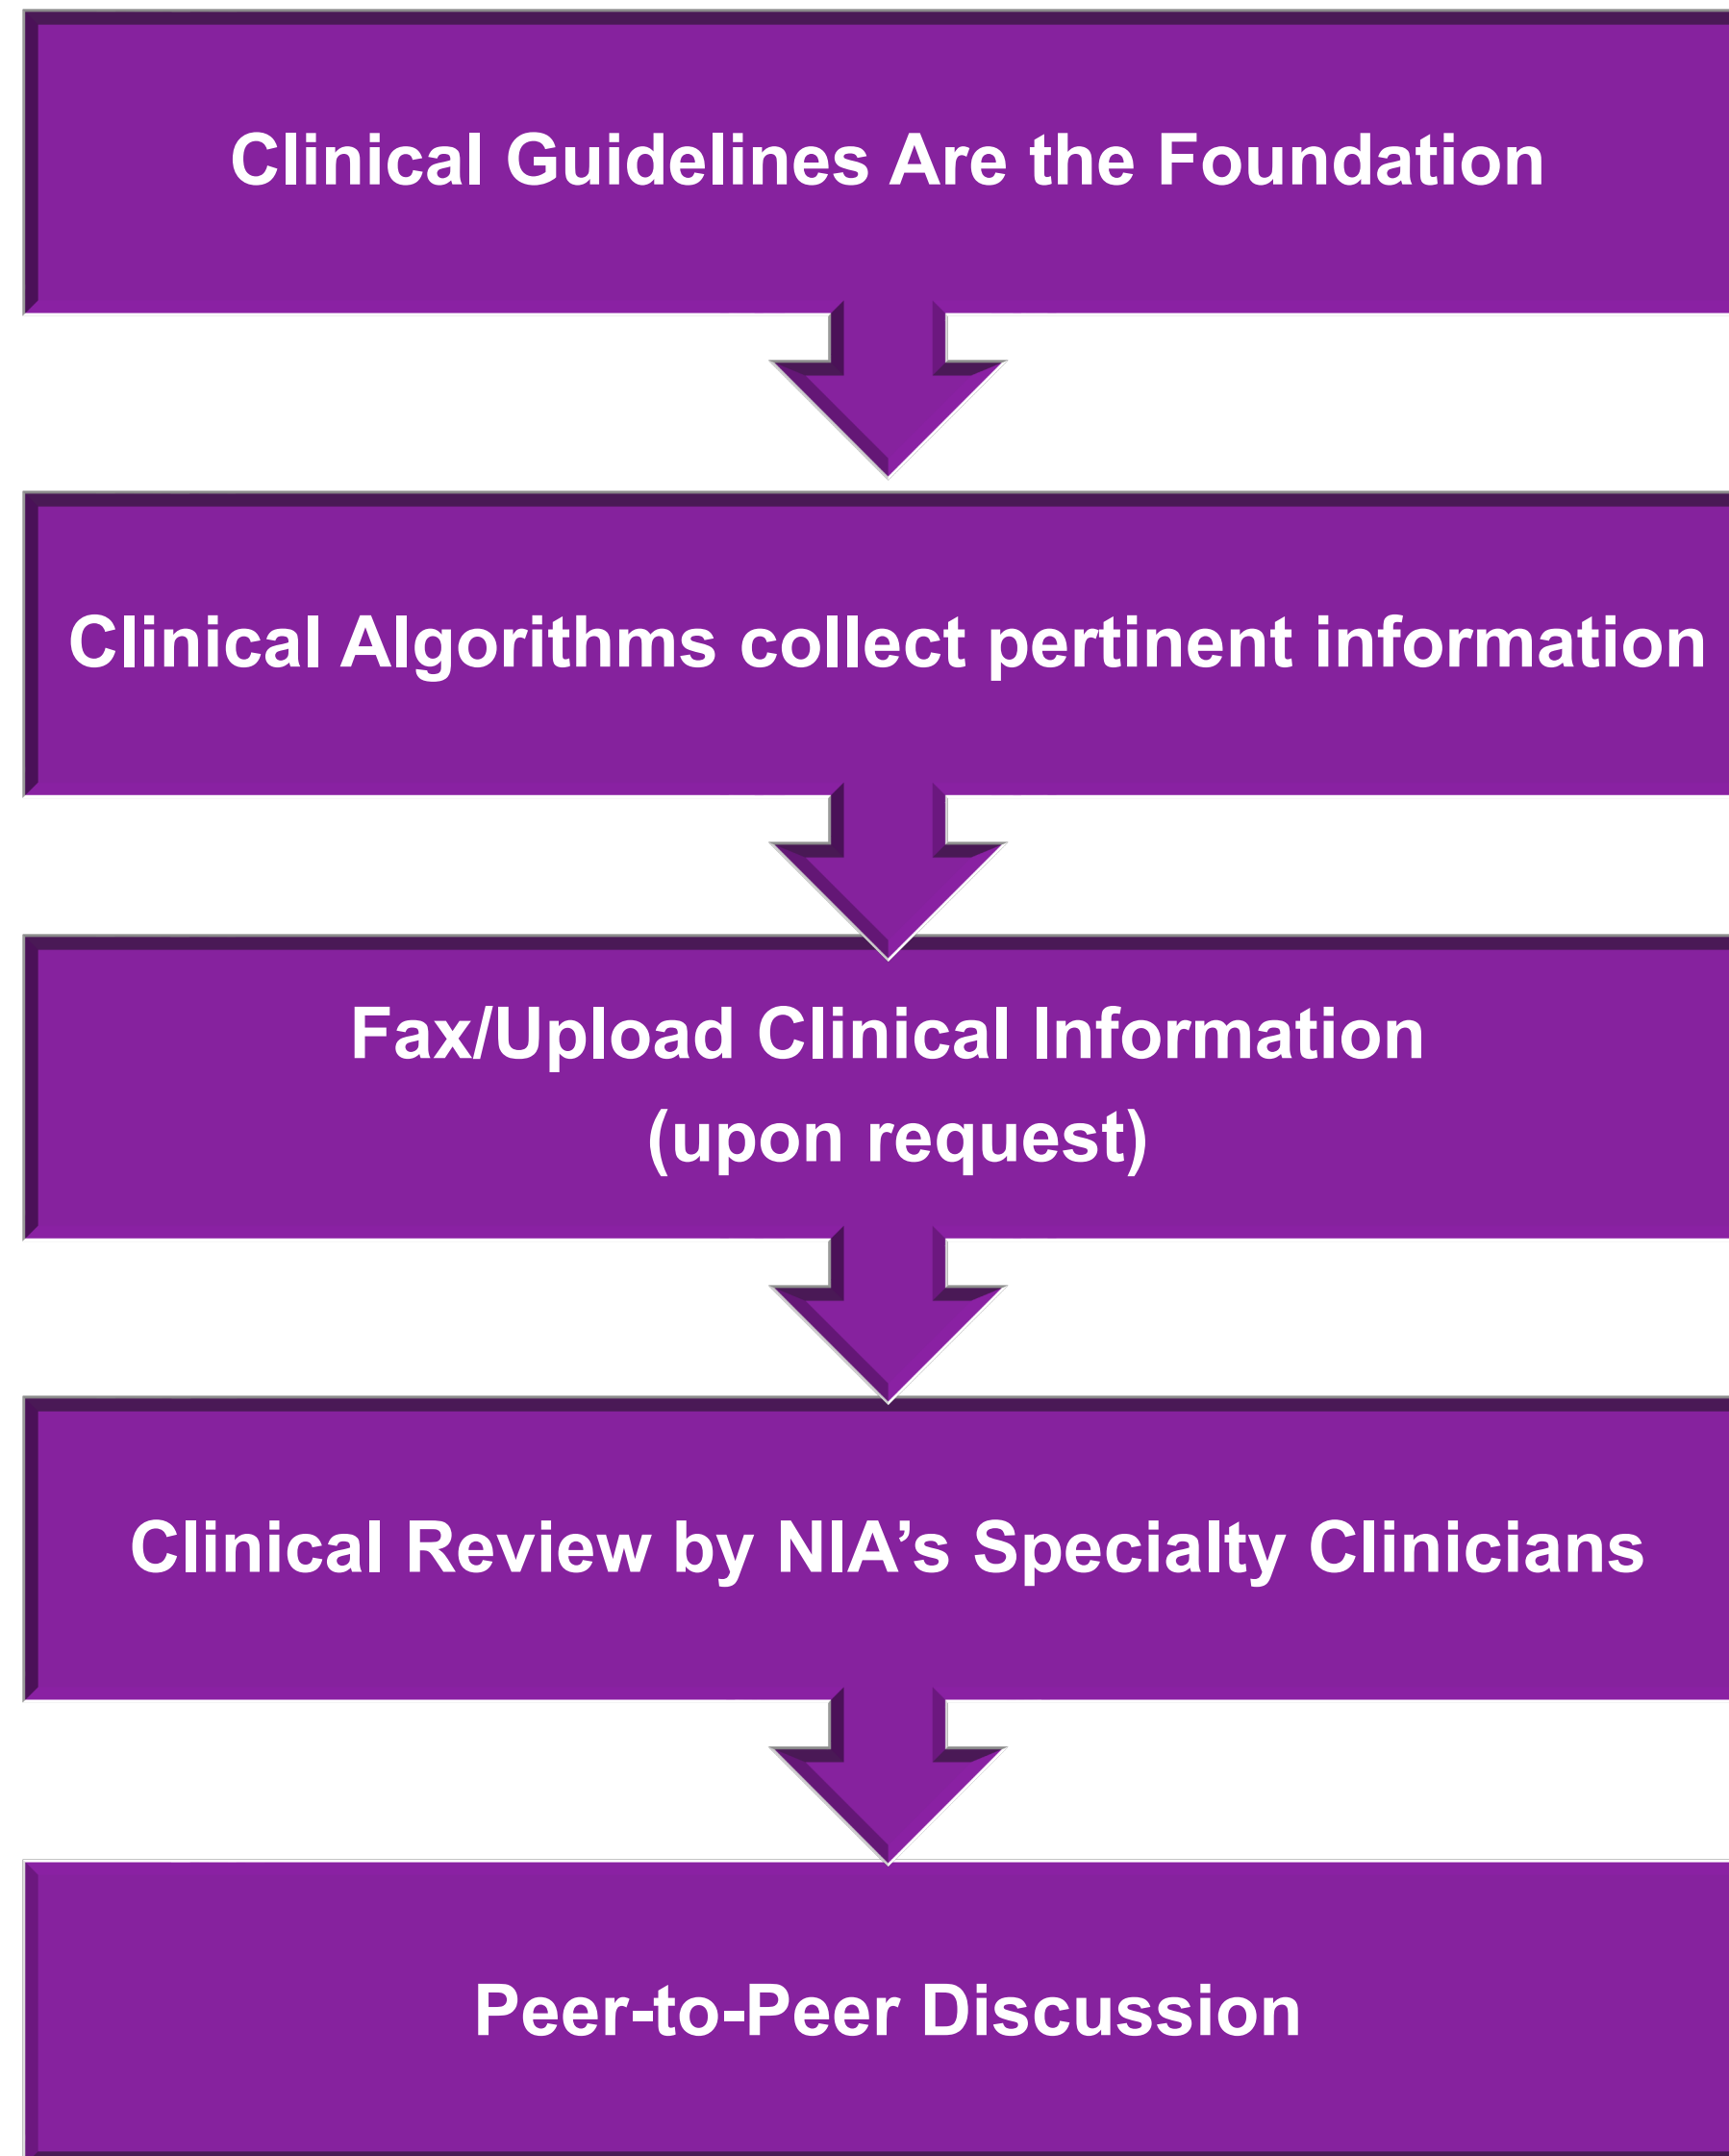 Clinical Guidelines Are the Foundation
Clinical Algorithms collect pertinent information
Fax/Upload Clinical Information
(upon request)
Clinical Review by NIA’s Specialty Clinicians
Peer-to-Peer Discussion